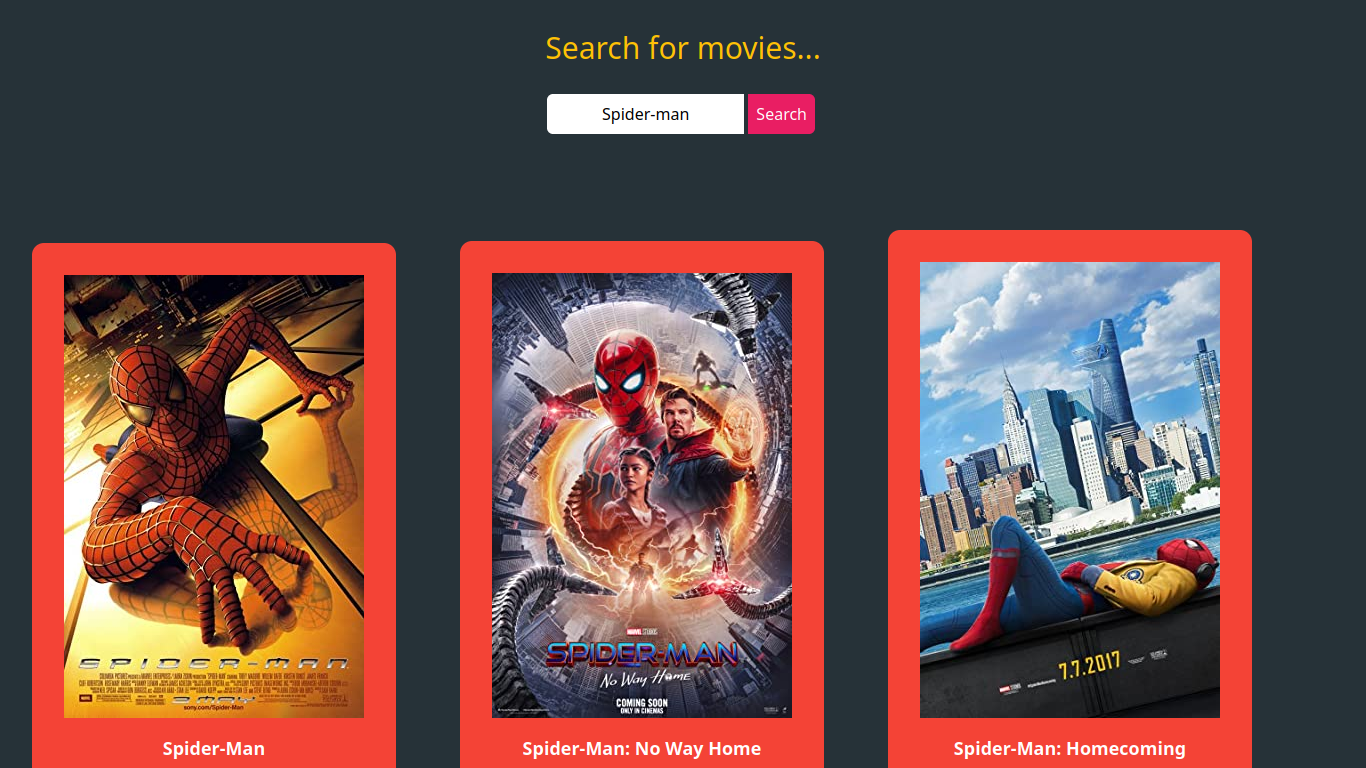 Search for movies...
Spider-man
Search
SPIDER-MAN
sony.com/Spider-Man
MARVEL STUDIOS
SPIDER-MAN
No Way Home
COMING SOON
ONLY IN CINEMAS
7.7.2017
Spider-Man
Spider-Man: No Way Home
Spider-Man: Homecoming